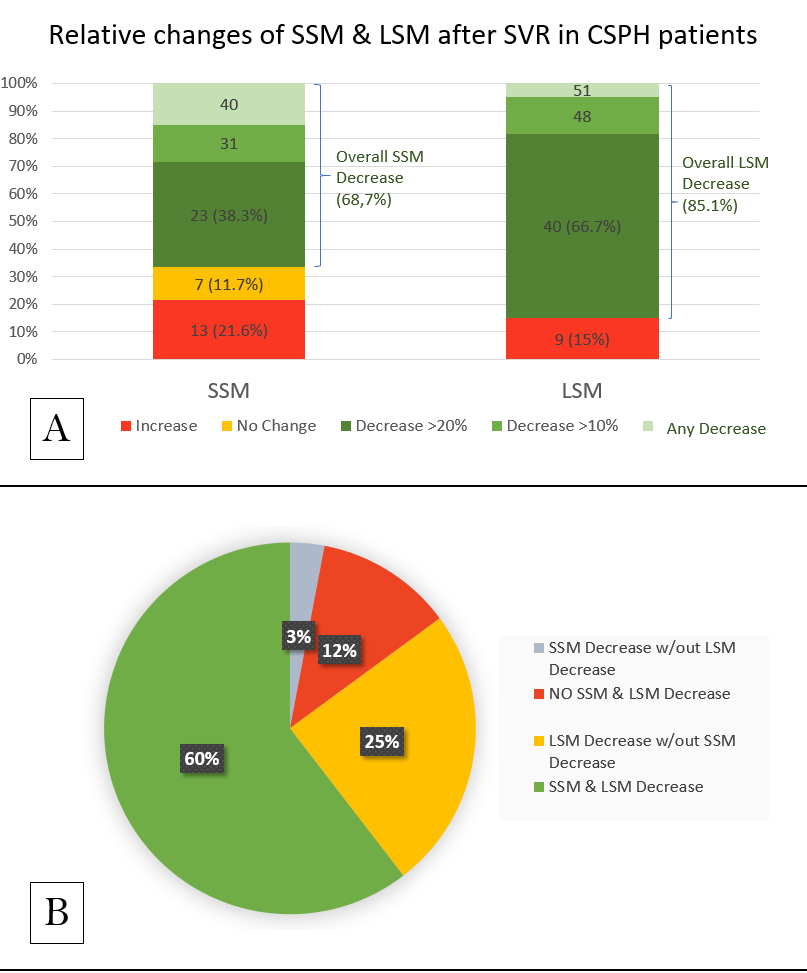 Relative changes of SSM & LSM after SVR in CSPH patients
100%
90%
80%
70%
60%
50%
40%
30%
20%
10%
0%
40
31
23 (38.3%)
7 (11.7%)
13 (21.6%)
Overall SSM
Decrease
(68,7%)
51
48
40 (66.7%)
9 (15%)
Overall LSM
Decrease
(85.1%)
SSM
LSM
A
Increase
No Change
Decrease >20%
Decrease >10%
Any Decrease
3%
12%
25%
60%
SSM Decrease w/out LSM
Decrease
NO SSM & LSM Decrease
LSM Decrease w/out SSM
Decrease
SSM & LSM Decrease
B